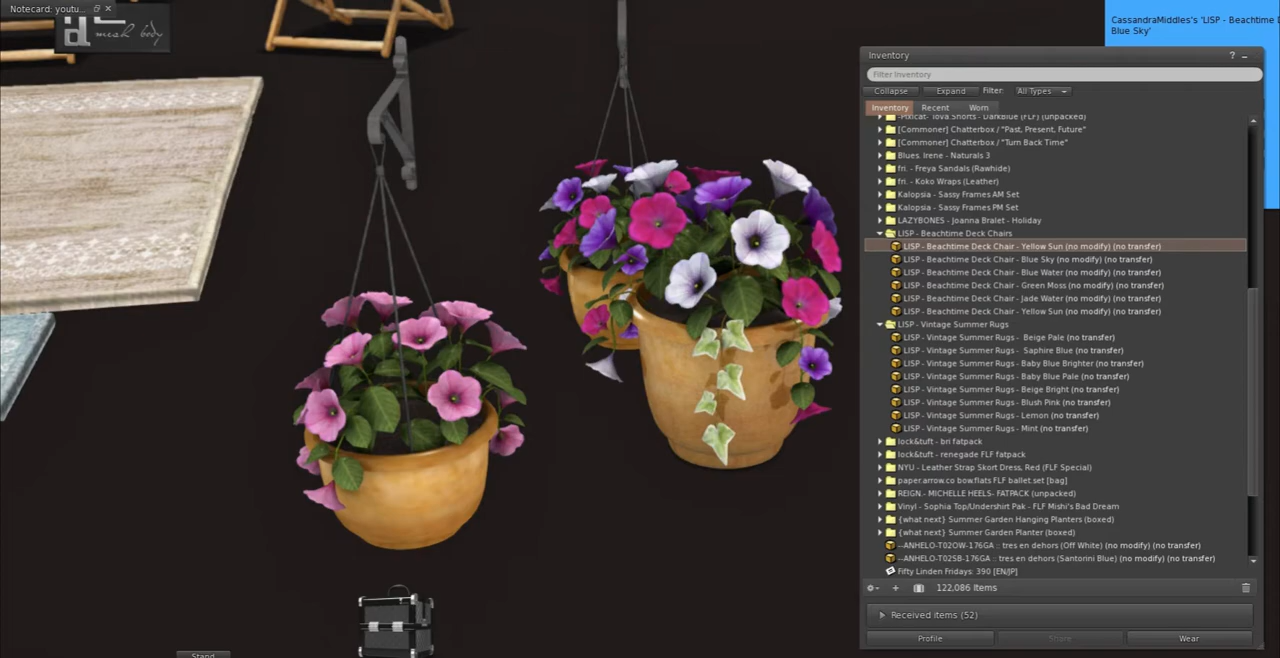 Notecard: youtu...
mesh body
CassandraMiddles's 'LISP - Beachtime D
Blue Sky'
Inventory
?
Filter Inventory
Collapse Expand Filter: All Types
Inventory Recent Worn
-Pixicat- Tova.Shorts - DarkBlue (FLF) (unpacked)
[Commoner] Chatterbox / "Past, Present, Future"
[Commoner] Chatterbox / "Turn Back Time"
Blues. Irene - Naturals 3
fri. - Freya Sandals (Rawhide)
fri. - Koko Wraps (Leather)
Kalopsia - Sassy Frames AM Set
Kalopsia - Sassy Frames PM Set
LAZYBONES - Joanna Bralet - Holiday
LISP - Beachtime Deck Chairs
LISP - Beachtime Deck Chair - Yellow Sun (no modify) (no transfer)
LISP - Beachtime Deck Chair - Blue Sky (no modify) (no transfer)
LISP - Beachtime Deck Chair - Blue Water (no modify) (no transfer)
LISP - Beachtime Deck Chair - Green Moss (no modify) (no transfer)
LISP - Beachtime Deck Chair - Jade Water (no modify) (no transfer)
LISP - Beachtime Deck Chair - Yellow Sun (no modify) (no transfer)
LISP - Vintage Summer Rugs
LISP - Vintage Summer Rugs - Beige Pale (no transfer)
LISP - Vintage Summer Rugs - Saphire Blue (no transfer)
LISP - Vintage Summer Rugs - Baby Blue Brighter (no transfer)
LISP - Vintage Summer Rugs - Baby Blue Pale (no transfer)
LISP - Vintage Summer Rugs - Beige Bright (no transfer)
LISP - Vintage Summer Rugs - Blush Pink (no transfer)
LISP - Vintage Summer Rugs - Lemon (no transfer)
LISP - Vintage Summer Rugs - Mint (no transfer)
lock&tuft - bri fatpack
lock&tuft - renegade FLF fatpack
NYU - Leather Strap Skort Dress, Red (FLF Special)
paper.arrow.co bow.flats FLF ballet.set [bag]
REIGN.- MICHELLE HEELS- FATPACK (unpacked)
Vinyl - Sophia Top/Undershirt Pak - FLF Mishi's Bad Dream
{what next} Summer Garden Hanging Planters (boxed)
{what next} Summer Garden Planter (boxed)
--ANHELO-T02OW-176GA :: tres en dehors (Off White) (no modify) (no transfer)
--ANHELO-T02SB-176GA :: tres en dehors (Santorini Blue) (no modify) (no transfer)
Fifty Linden Fridays: 390 [EN/JP]
122,086 Items
Received items (52)
Profile Share Wear
Stand